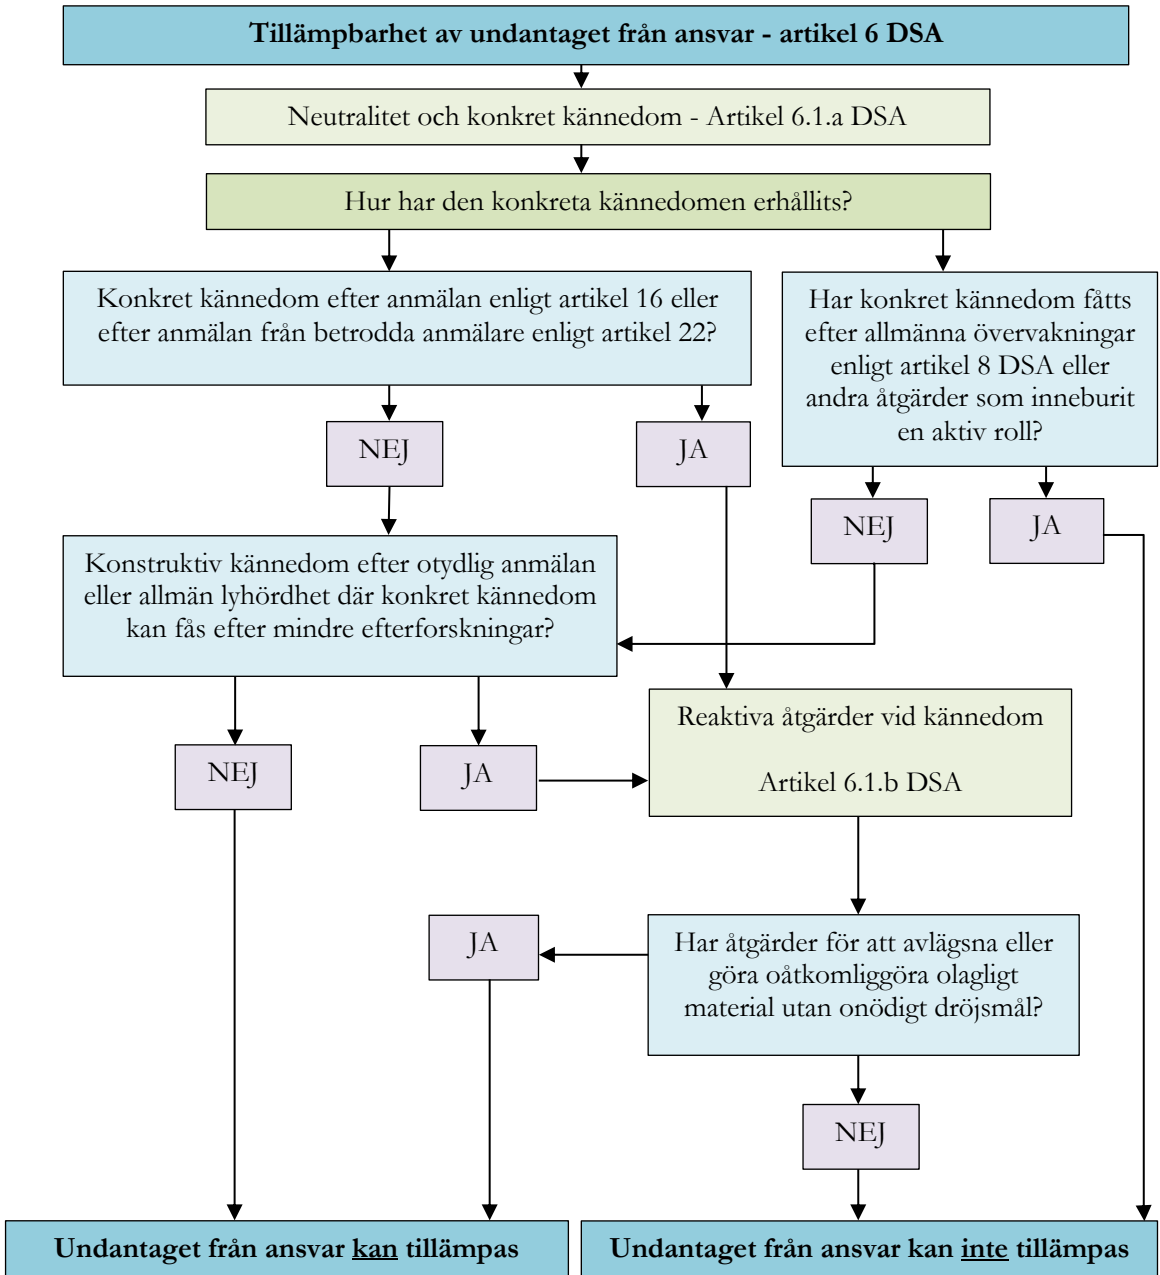 Tillämpbarhet av undantaget från ansvar - artikel 6 DSA
Neutralitet och konkret kännedom - Artikel 6.1.a DSA
Hur har den konkreta kännedomen erhållits?
Konkret kännedom efter anmälan enligt artikel 16 eller
efter anmälan från betrodda anmälare enligt artikel 22?
Har konkret kännedom fåtts
efter allmänna övervakningar
enligt artikel 8 DSA eller
andra åtgärder som inneburit
en aktiv roll?
NEJ
JA
NEJ
JA
Konstruktiv kännedom efter otydlig anmälan
eller allmän lyhördhet där konkret kännedom
kan fås efter mindre efterforskningar?
NEJ
JA
Reaktiva åtgärder vid kännedom
Artikel 6.1.b DSA
JA
Har åtgärder för att avlägsna eller
göra oåtkomliggöra olagligt
material utan onödigt dröjsmål?
NEJ
Undantaget från ansvar kan tillämpas
Undantaget från ansvar kan inte tillämpas